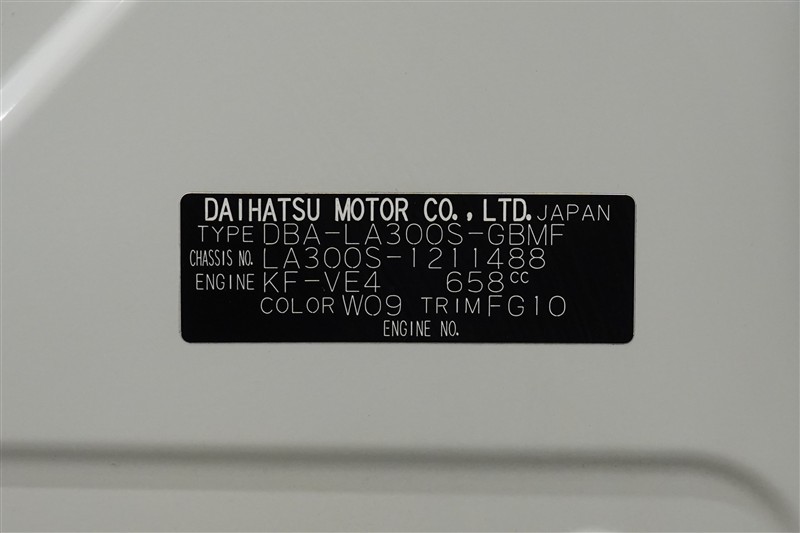 DAIHATSU MOTOR CO., LTD. JAPAN
TYPE DBA-LA300S-GBMF
CHASSIS NO. LA300S-1211488
ENGINE KF-VE4 658cc
COLOR W09 TRIM FG10
ENGINE NO.